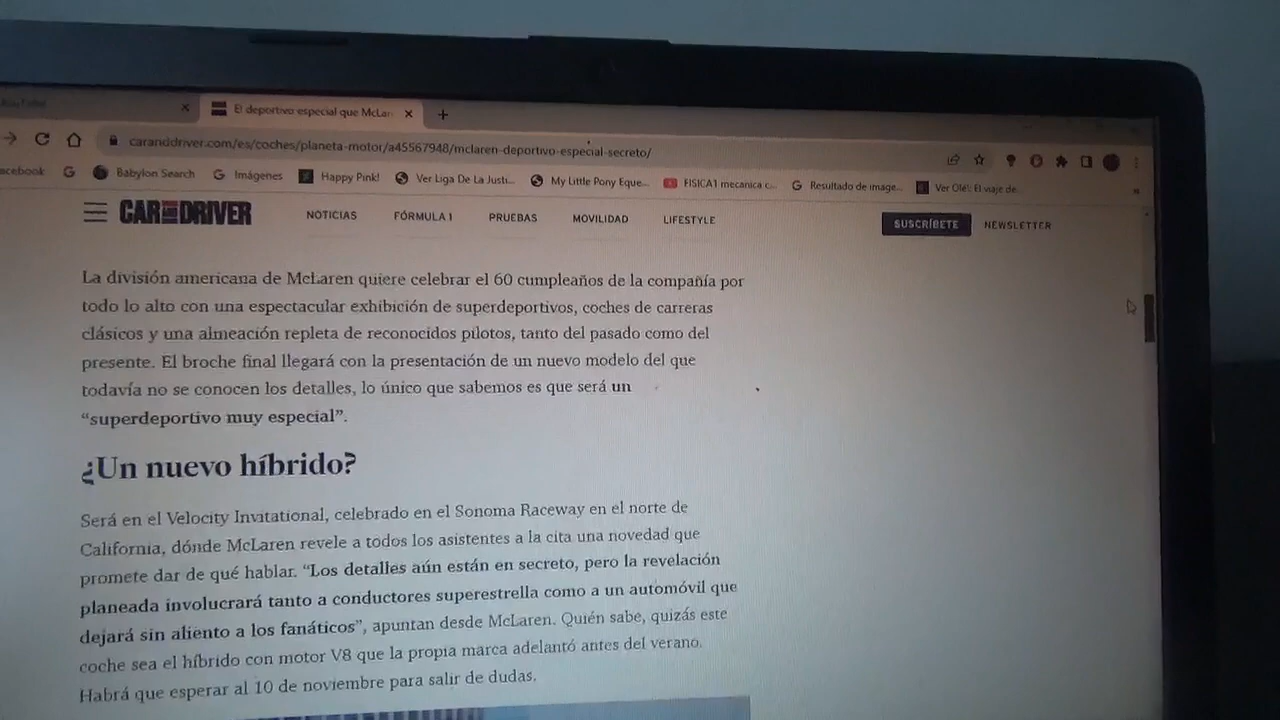 YouTube
El deportivo especial que McLar
caranddriver.com/es/coches/planeta-motor/a45567948/mclaren-deportivo-especial-secreto/
acebook
Babylon Search
Imágenes
Happy Pink!
Ver Liga De La Justi...
My Little Pony Eque...
FISICA1 mecanica c...
Resultado de image...
Ver Olé!: El viaje de
CAR AND DRIVER
NOTICIAS
FÓRMULA 1
PRUEBAS
MOVILIDAD
LIFESTYLE
SUSCRÍBETE
NEWSLETTER
La división americana de McLaren quiere celebrar el 60 cumpleaños de la compañía por
todo lo alto con una espectacular exhibición de superdeportivos, coches de carreras
clásicos y una alineación repleta de reconocidos pilotos, tanto del pasado como del
presente. El broche final llegará con la presentación de un nuevo modelo del que
todavía no se conocen los detalles, lo único que sabemos es que será un
“superdeportivo muy especial”.
¿Un nuevo híbrido?
Será en el Velocity Invitational, celebrado en el Sonoma Raceway en el norte de
California, dónde McLaren revele a todos los asistentes a la cita una novedad que
promete dar de qué hablar. “Los detalles aún están en secreto, pero la revelación
planeada involucrará tanto a conductores superestrella como a un automóvil que
dejará sin aliento a los fanáticos”, apuntan desde McLaren. Quién sabe, quizás este
coche sea el híbrido con motor V8 que la propia marca adelantó antes del verano.
Habrá que esperar al 10 de noviembre para salir de dudas.